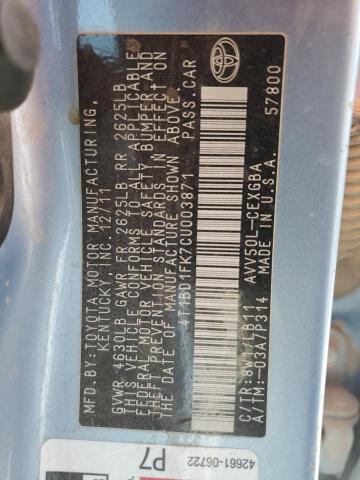 MFD.BY:TOYOTA MOTOR MANUFACTURING,
KENTUCKY, INC. 12/11
GVWR 4630LB GAWR FR 2625LB RR 2625LB
THIS VEHICLE CONFORMS TO ALL APPLICABLE
FEDERAL MOTOR VEHICLE SAFETY, BUMPER, AND
THEFT PREVENTION STANDARDS IN EFFECT ON
THE DATE OF MANUFACTURE SHOWN ABOVE.
4T1BD1FK7CU003871 PASS.CAR
C/TR: 8W1/LB11 AVV50L-CEXGBA
A/TM:-03A/P314 MADE IN U.S.A. 57800
TOYOTA
42661-06722
P7